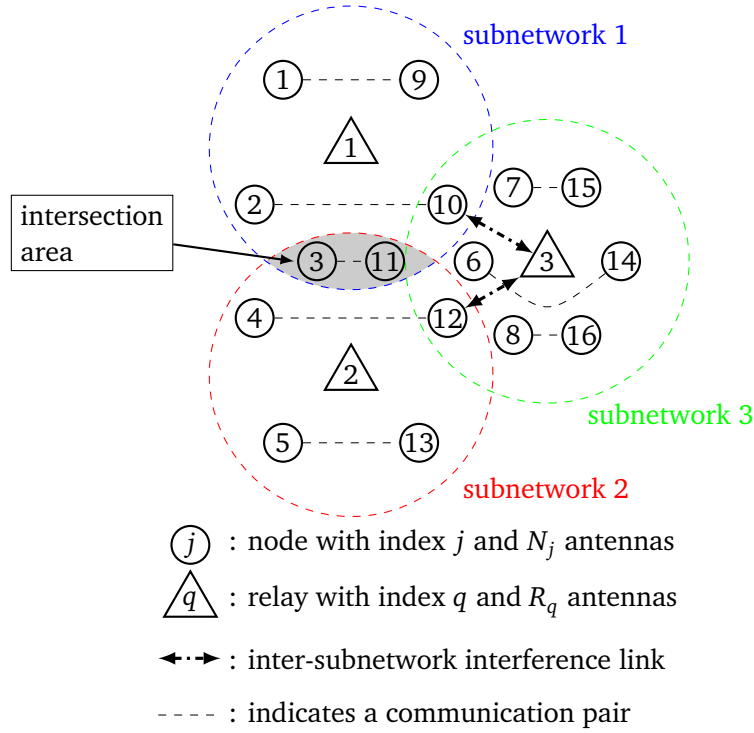 subnetwork 1
1
9
1
7
15
2
10
intersection
area
3
11
6
3
14
4
12
8
16
2
subnetwork 3
5
13
subnetwork 2
j : node with index j and N_j antennas
q : relay with index q and R_q antennas
: inter-subnetwork interference link
: indicates a communication pair